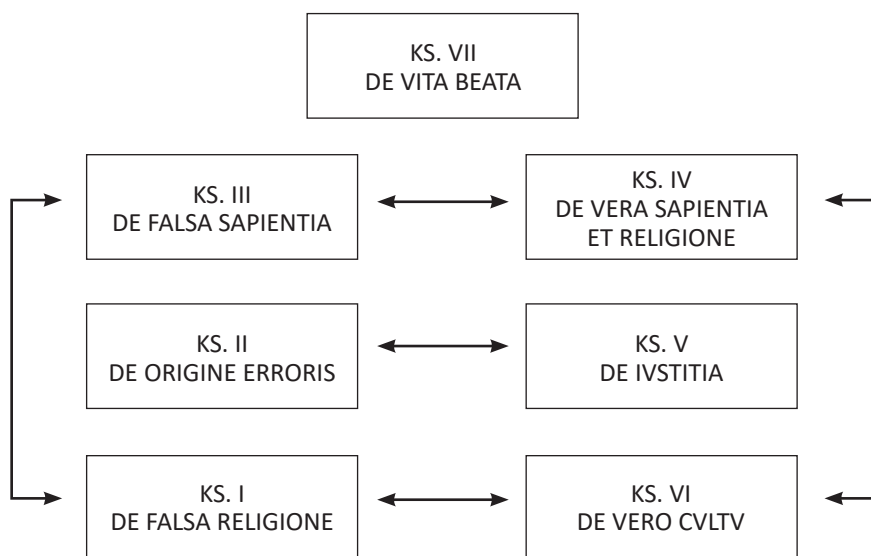 KS. VII
DE VITA BEATA
KS. III
DE FALSA SAPIENTIA
KS. IV
DE VERA SAPIENTIA
ET RELIGIONE
KS. II
DE ORIGINE ERRORIS
KS. V
DE IVSTITIA
KS. I
DE FALSA RELIGIONE
KS. VI
DE VERO CVLTV